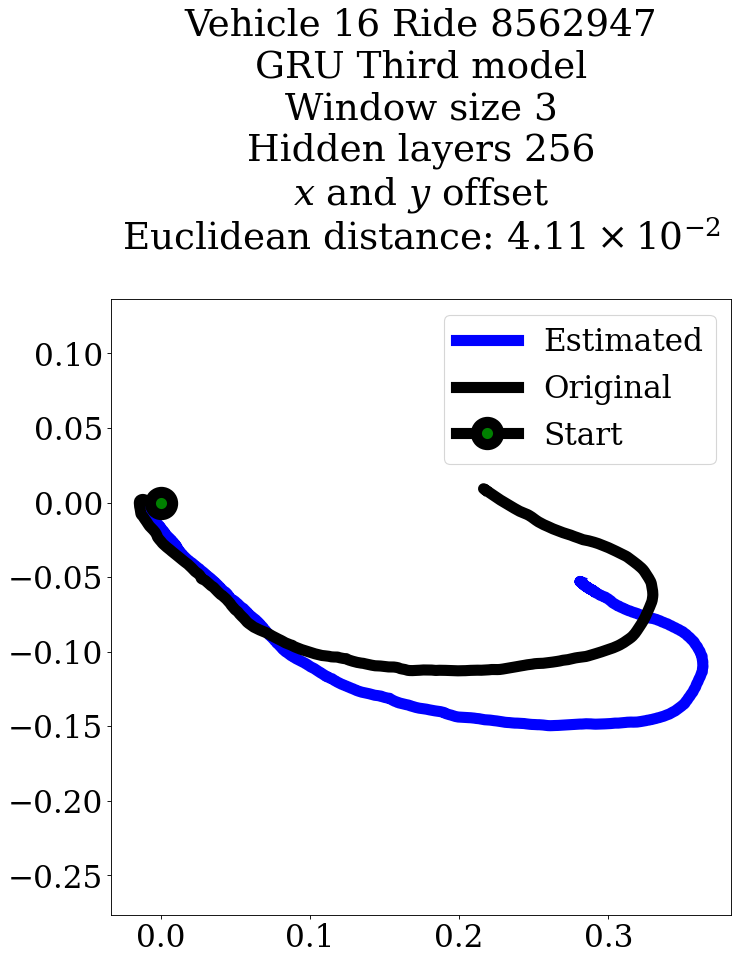 Vehicle 16 Ride 8562947
GRU Third model
Window size 3
Hidden layers 256
x and y offset
Euclidean distance: 4.11 × 10⁻²
Estimated
Original
Start
0.10
0.05
0.00
−0.05
−0.10
−0.15
−0.20
−0.25
0.0 0.1 0.2 0.3